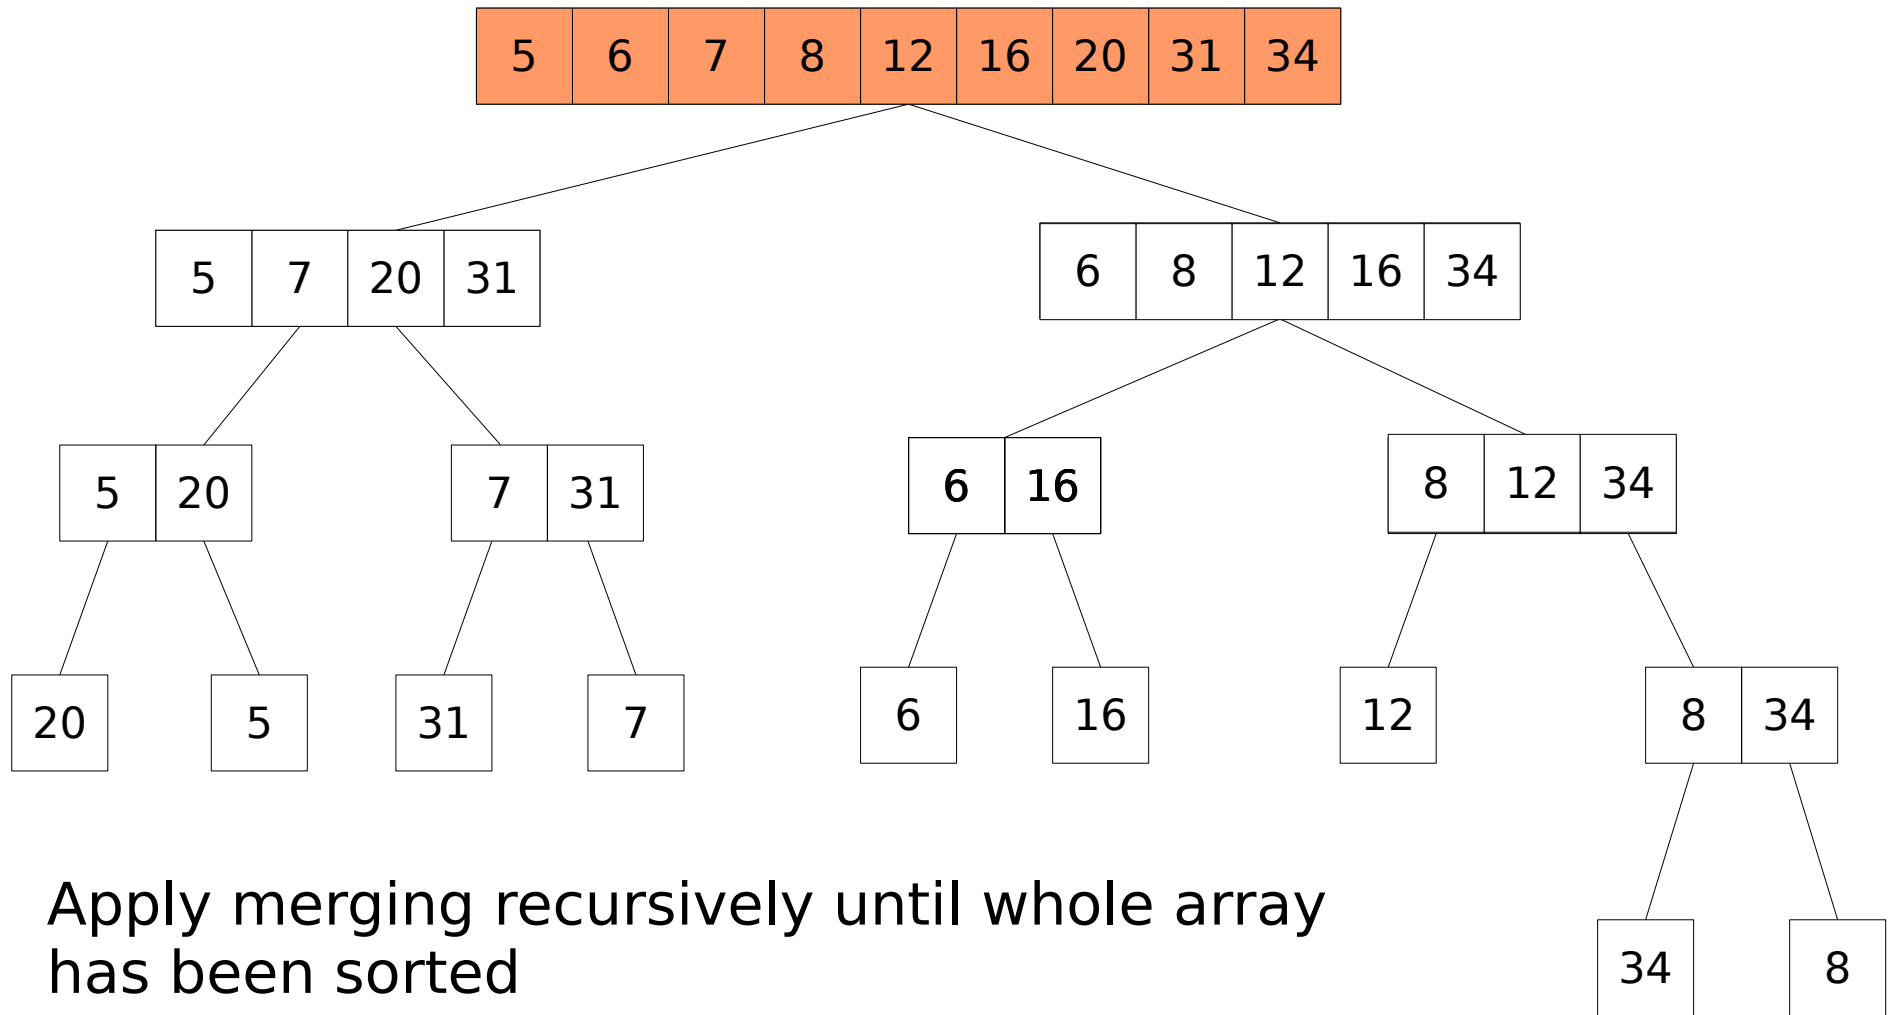 5 6 7 8 12 16 20 31 34
5 7 20 31
6 8 12 16 34
5 20
7 31
6 16
8 12 34
20
5
31
7
6
16
12
8 34
34
8
Apply merging recursively until whole array
has been sorted